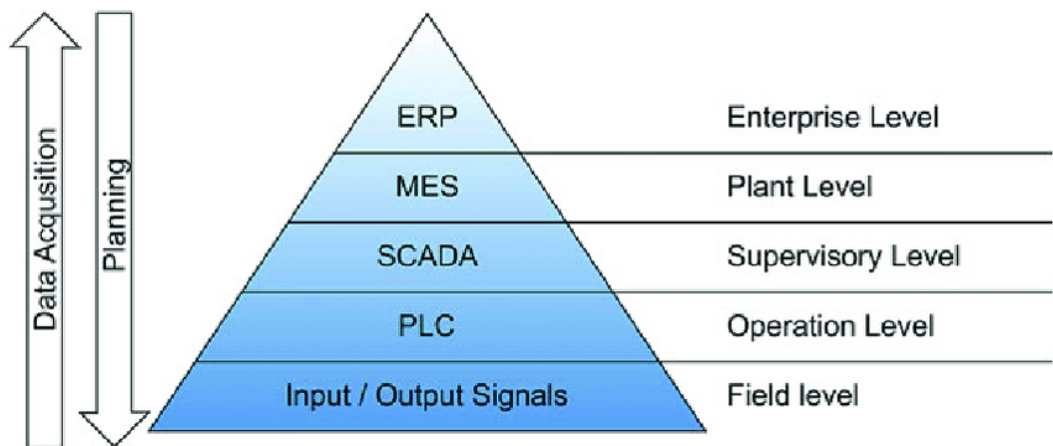 Data Acqusition
Planning
ERP
Enterprise Level
MES
Plant Level
SCADA
Supervisory Level
PLC
Operation Level
Input / Output Signals
Field level